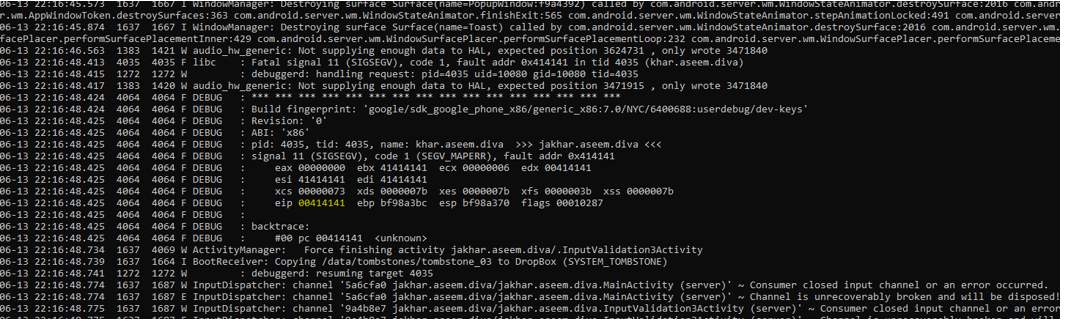 06-13 22:16:45.573 1637 1667 I WindowManager: Destroying surface Surface(name=PopupWindow:f9a4392) called by com.android.server.wm.WindowStateAnimator.destroySurface:2016 com.andr
r.wm.AppWindowToken.destroySurfaces:363 com.android.server.wm.WindowStateAnimator.finishExit:565 com.android.server.wm.WindowStateAnimator.stepAnimationLocked:491 com.android.server
06-13 22:16:45.874 1637 1667 I WindowManager: Destroying surface Surface(name=Toast) called by com.android.server.wm.WindowStateAnimator.destroySurface:2016 com.android.server.wm
rfacePlacer.performSurfacePlacementInner:429 com.android.server.wm.WindowSurfacePlacer.performSurfacePlacementLoop:232 com.android.server.wm.WindowSurfacePlacer.performSurfacePlaceme
06-13 22:16:46.563 1383 1421 W audio_hw_generic: Not supplying enough data to HAL, expected position 3624731 , only wrote 3471840
06-13 22:16:48.413 4035 4035 F libc : Fatal signal 11 (SIGSEGV), code 1, fault addr 0x414141 in tid 4035 (khar.aseem.diva)
06-13 22:16:48.415 1272 1272 W : debuggerd: handling request: pid=4035 uid=10080 gid=10080 tid=4035
06-13 22:16:48.417 1383 1420 W audio_hw_generic: Not supplying enough data to HAL, expected position 3471915 , only wrote 3471840
06-13 22:16:48.424 4064 4064 F DEBUG : *** *** *** *** *** *** *** *** *** *** *** *** *** *** *** ***
06-13 22:16:48.424 4064 4064 F DEBUG : Build fingerprint: 'google/sdk_google_phone_x86/generic_x86:7.0/NYC/6400688:userdebug/dev-keys'
06-13 22:16:48.425 4064 4064 F DEBUG : Revision: '0'
06-13 22:16:48.425 4064 4064 F DEBUG : ABI: 'x86'
06-13 22:16:48.425 4064 4064 F DEBUG : pid: 4035, tid: 4035, name: khar.aseem.diva >>> jakhar.aseem.diva <<<
06-13 22:16:48.425 4064 4064 F DEBUG : signal 11 (SIGSEGV), code 1 (SEGV_MAPERR), fault addr 0x414141
06-13 22:16:48.425 4064 4064 F DEBUG : eax 00000000 ebx 41414141 ecx 00000006 edx 00414141
06-13 22:16:48.425 4064 4064 F DEBUG : esi 41414141 edi 41414141
06-13 22:16:48.425 4064 4064 F DEBUG : xcs 00000073 xds 0000007b xes 0000007b xfs 0000003b xss 0000007b
06-13 22:16:48.425 4064 4064 F DEBUG : eip 00414141 ebp bf98a3bc esp bf98a370 flags 00010287
06-13 22:16:48.425 4064 4064 F DEBUG :
06-13 22:16:48.425 4064 4064 F DEBUG : backtrace:
06-13 22:16:48.425 4064 4064 F DEBUG : #00 pc 00414141 <unknown>
06-13 22:16:48.734 1637 4069 W ActivityManager: Force finishing activity jakhar.aseem.diva/.InputValidation3Activity
06-13 22:16:48.739 1637 1664 I BootReceiver: Copying /data/tombstones/tombstone_03 to DropBox (SYSTEM_TOMBSTONE)
06-13 22:16:48.741 1272 1272 W : debuggerd: resuming target 4035
06-13 22:16:48.774 1637 1687 W InputDispatcher: channel '5a6cfa0 jakhar.aseem.diva/jakhar.aseem.diva.MainActivity (server)' ~ Consumer closed input channel or an error occurred.
06-13 22:16:48.774 1637 1687 E InputDispatcher: channel '5a6cfa0 jakhar.aseem.diva/jakhar.aseem.diva.MainActivity (server)' ~ Channel is unrecoverably broken and will be disposed!
06-13 22:16:48.774 1637 1687 W InputDispatcher: channel '9a4b8e7 jakhar.aseem.diva/jakhar.aseem.diva.InputValidation3Activity (server)' ~ Consumer closed input channel or an error